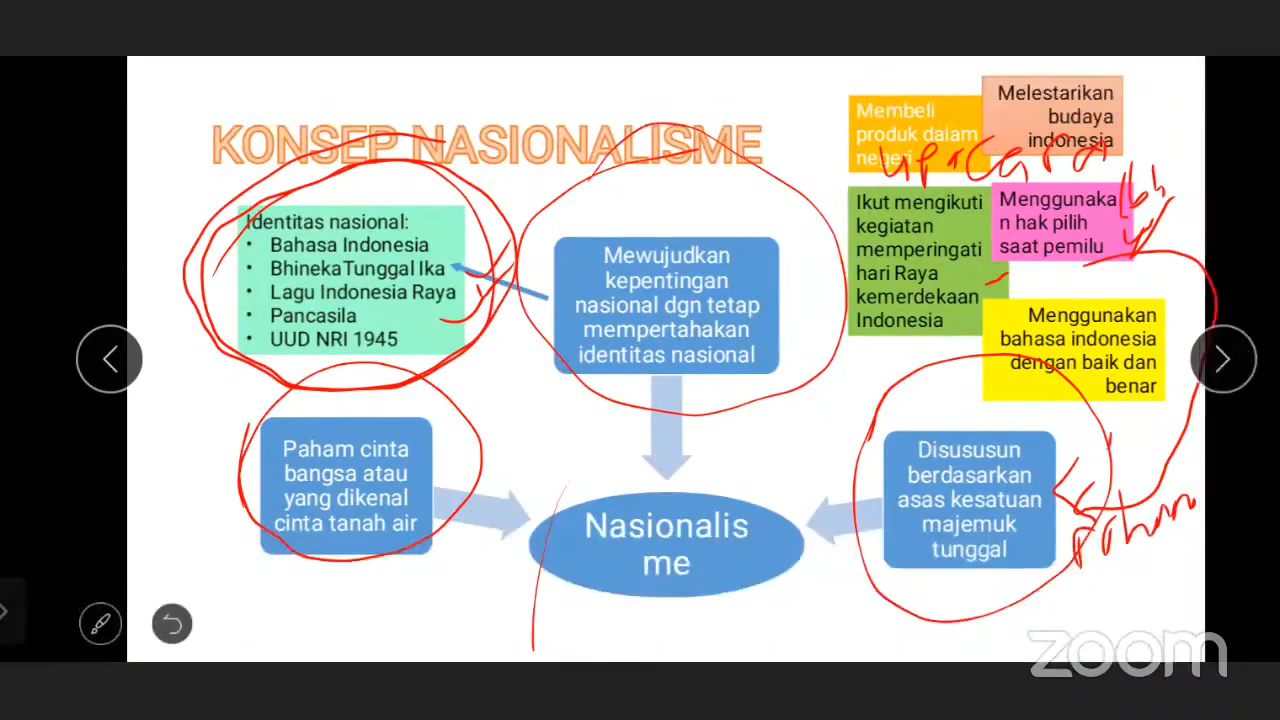 KONSEP NASIONALISME
Identitas nasional:
• Bahasa Indonesia
• Bhineka Tunggal Ika
• Lagu Indonesia Raya
• Pancasila
• UUD NRI 1945
Mewujudkan
kepentingan
nasional dgn tetap
mempertahakan
identitas nasional
Membeli
produk dalam
negeri
Melestarikan
budaya
indonesia
upacara
Ikut mengikuti
kegiatan
memperingati
hari Raya
kemerdekaan
Indonesia
Menggunaka
n hak pilih
saat pemilu
Menggunakan
bahasa indonesia
dengan baik dan
benar
Paham cinta
bangsa atau
yang dikenal
cinta tanah air
Nasionalis
me
Disususun
berdasarkan
asas kesatuan
majemuk
tunggal
zoom